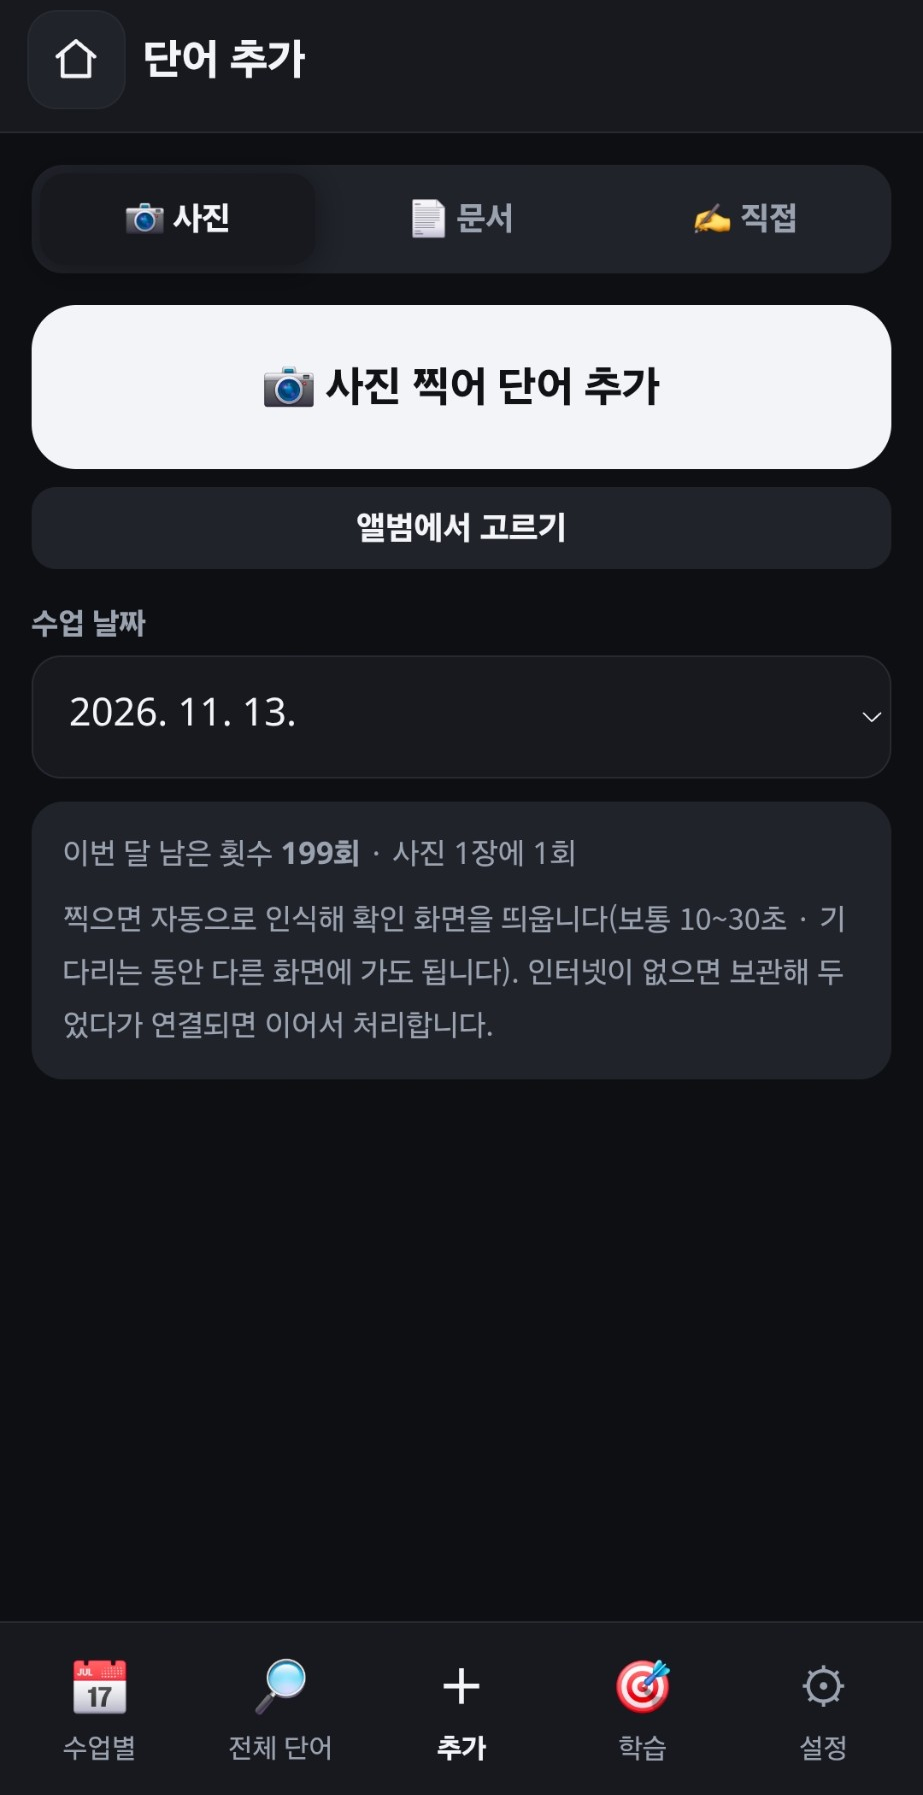 단어 추가
사진
문서
직접
사진 찍어 단어 추가
앨범에서 고르기
수업 날짜
2026. 11. 13.
이번 달 남은 횟수 199회 · 사진 1장에 1회
찍으면 자동으로 인식해 확인 화면을 띄웁니다(보통 10~30초 · 기
다리는 동안 다른 화면에 가도 됩니다). 인터넷이 없으면 보관해 두
었다가 연결되면 이어서 처리합니다.
JUL
17
수업별
전체 단어
추가
학습
설정